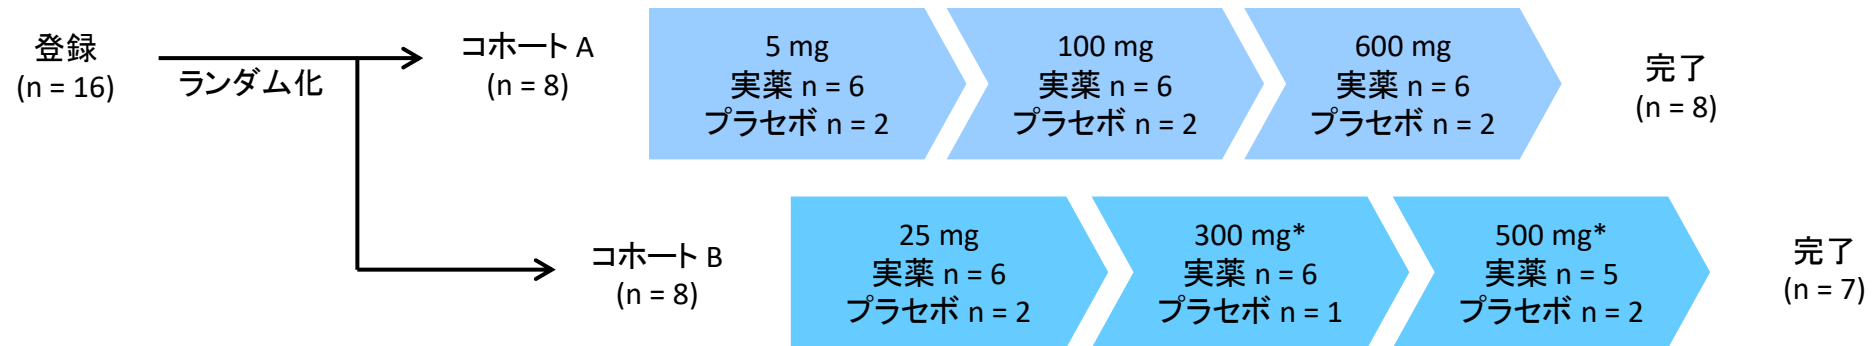 登録
(n = 16)
ランダム化
コホート A
(n = 8)
5 mg
実薬 n = 6
プラセボ n = 2
100 mg
実薬 n = 6
プラセボ n = 2
600 mg
実薬 n = 6
プラセボ n = 2
完了
(n = 8)
コホート B
(n = 8)
25 mg
実薬 n = 6
プラセボ n = 2
300 mg*
実薬 n = 6
プラセボ n = 1
500 mg*
実薬 n = 5
プラセボ n = 2
完了
(n = 7)